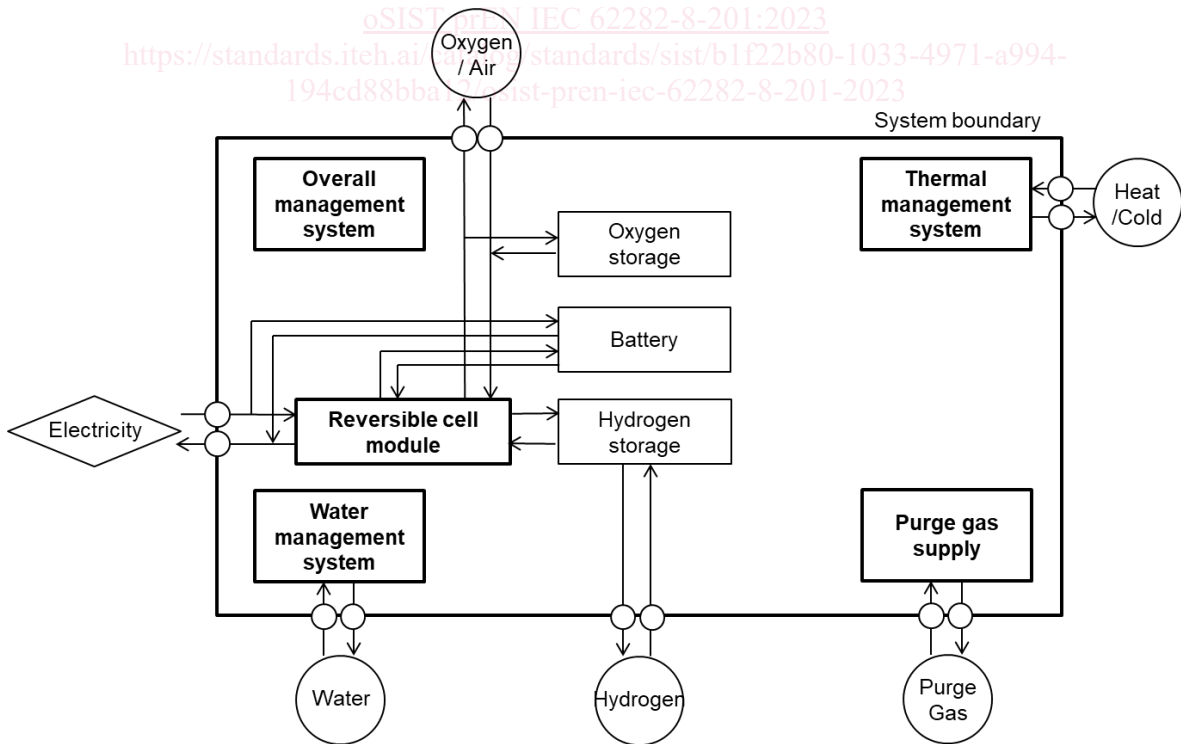 oSIST prEN IEC 62282-8-201:2023
https://standards.iteh.ai/catalog/standards/sist/b1f22b80-1033-4971-a994-
194cd88bba12/osist-pren-iec-62282-8-201-2023
Oxygen
/ Air
System boundary
Overall
management
system
Thermal
management
system
Heat
/Cold
Oxygen
storage
Battery
Electricity
Reversible cell
module
Hydrogen
storage
Water
management
system
Purge gas
supply
Water
Hydrogen
Purge
Gas